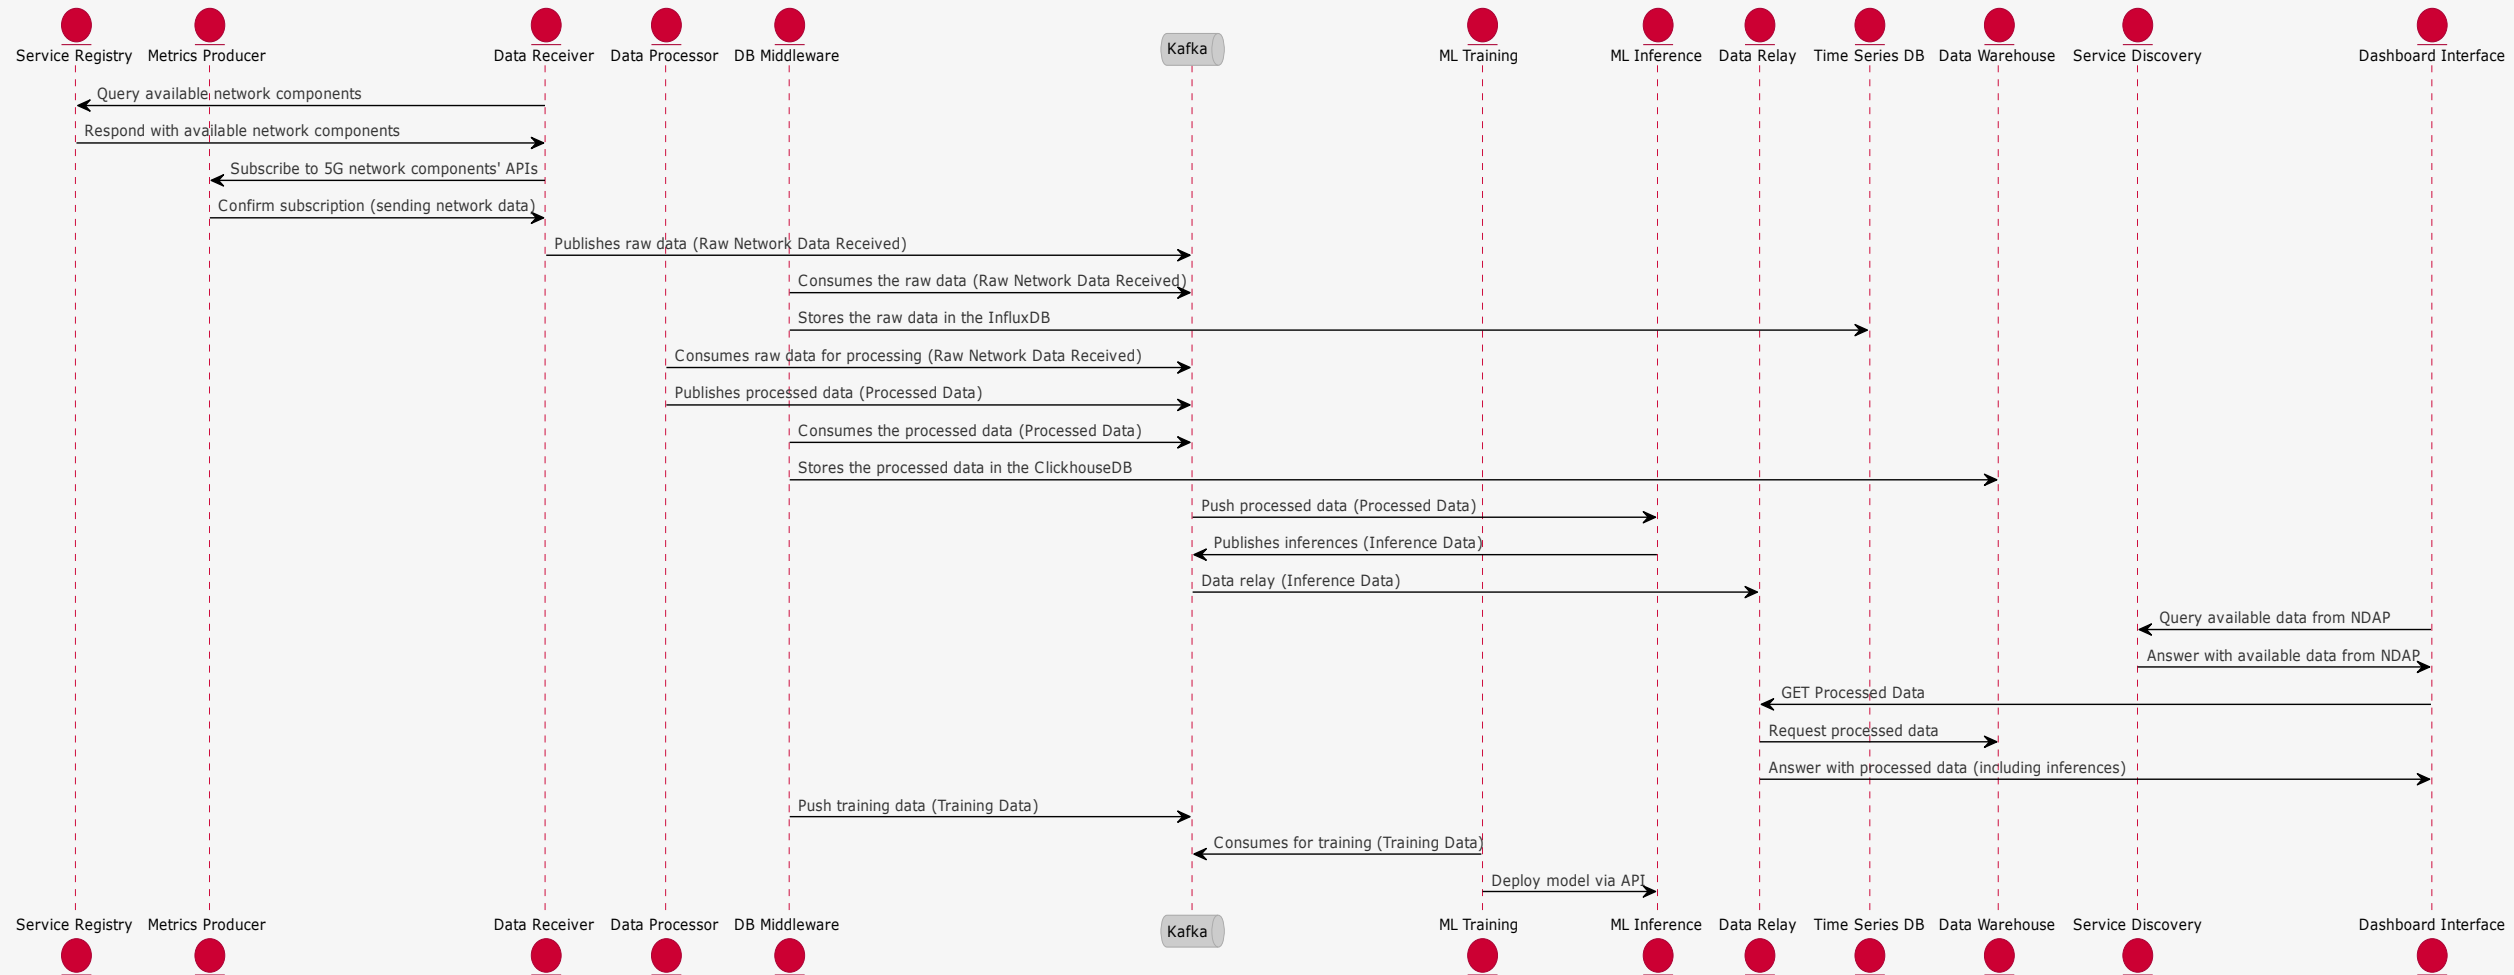 Service Registry
Metrics Producer
Data Receiver
Data Processor
DB Middleware
Kafka
ML Training
ML Inference
Data Relay
Time Series DB
Data Warehouse
Service Discovery
Dashboard Interface
Query available network components
Respond with available network components
Subscribe to 5G network components' APIs
Confirm subscription (sending network data)
Publishes raw data (Raw Network Data Received)
Consumes the raw data (Raw Network Data Received)
Stores the raw data in the InfluxDB
Consumes raw data for processing (Raw Network Data Received)
Publishes processed data (Processed Data)
Consumes the processed data (Processed Data)
Stores the processed data in the ClickhouseDB
Push processed data (Processed Data)
Publishes inferences (Inference Data)
Data relay (Inference Data)
Query available data from NDAP
Answer with available data from NDAP
GET Processed Data
Request processed data
Answer with processed data (including inferences)
Push training data (Training Data)
Consumes for training (Training Data)
Deploy model via API
Service Registry
Metrics Producer
Data Receiver
Data Processor
DB Middleware
Kafka
ML Training
ML Inference
Data Relay
Time Series DB
Data Warehouse
Service Discovery
Dashboard Interface